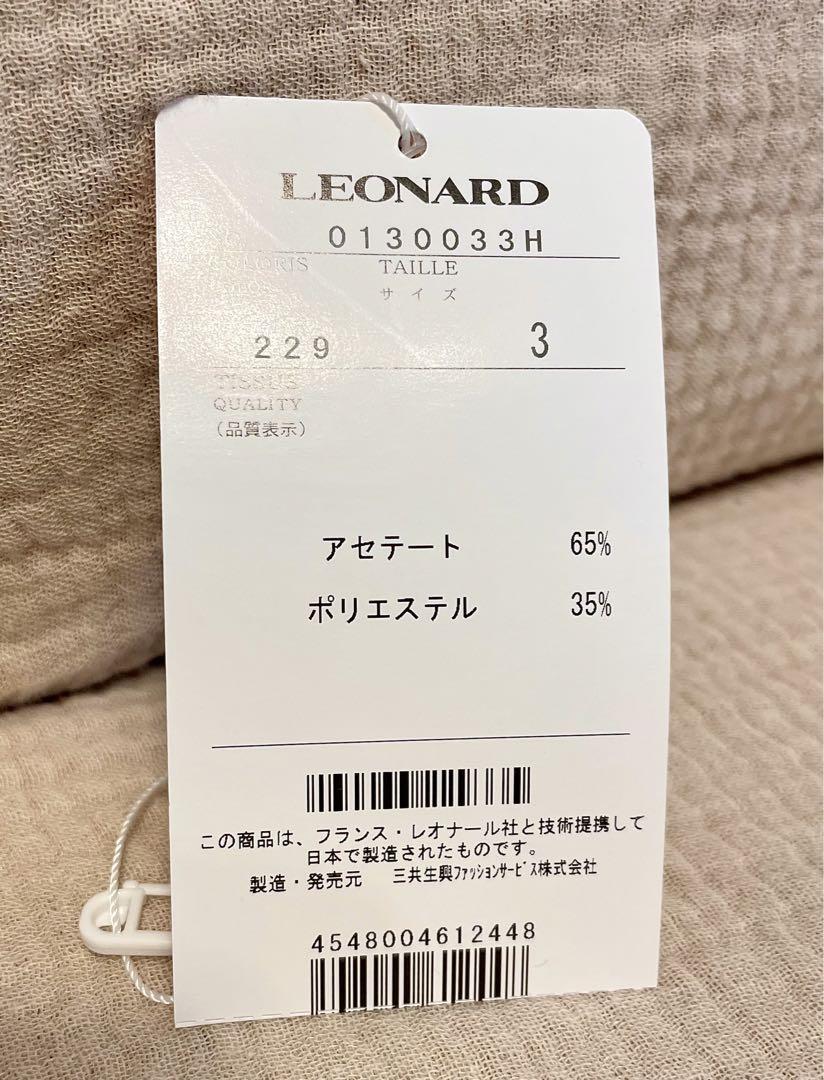 LEONARD
0130033H
COLORIS TAILLE
サイズ
229 3
TISSUS
QUALITY
（品質表示）
アセテート 65%
ポリエステル 35%
この商品は、フランス・レオナール社と技術提携して
日本で製造されたものです。
製造・発売元 三共生興ﾌｧｯｼｮﾝｻｰﾋﾞｽ株式会社
4548004612448